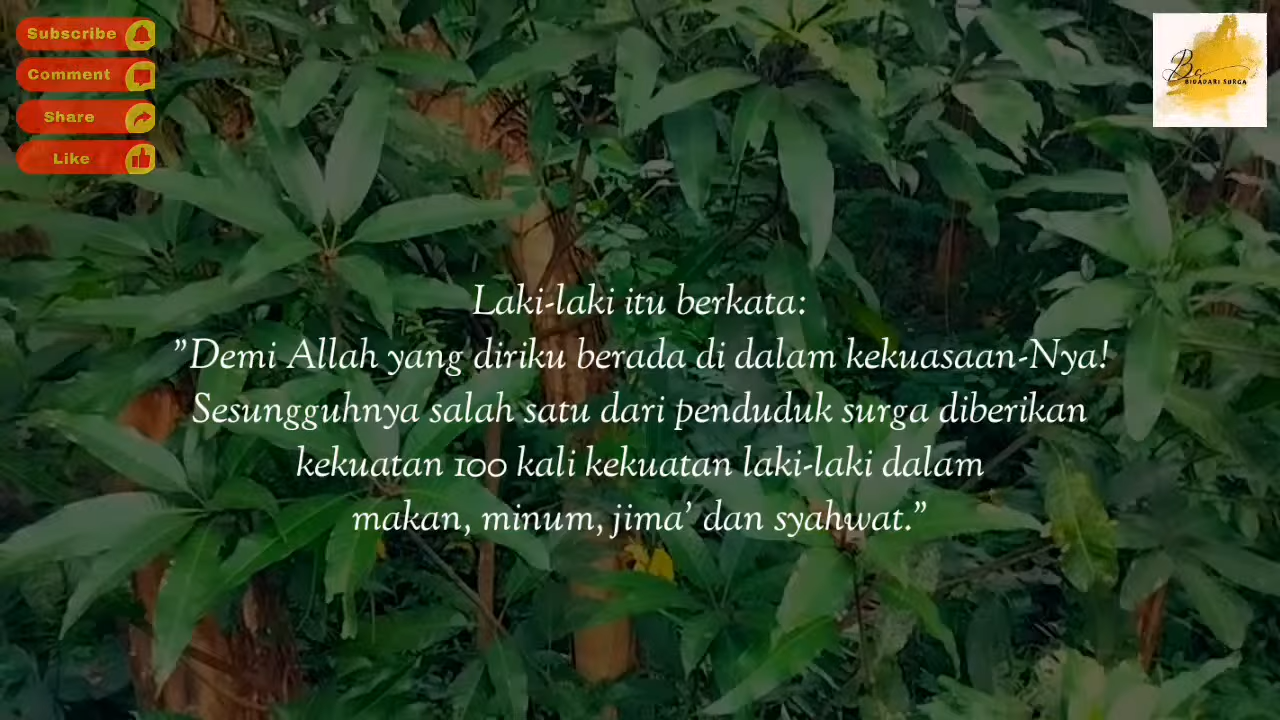 Subscribe
Comment
Share
Like
Bs
BIDADARI SURGA
Laki-laki itu berkata:
”Demi Allah yang diriku berada di dalam kekuasaan-Nya!
Sesungguhnya salah satu dari penduduk surga diberikan
kekuatan 100 kali kekuatan laki-laki dalam
makan, minum, jima’ dan syahwat.”